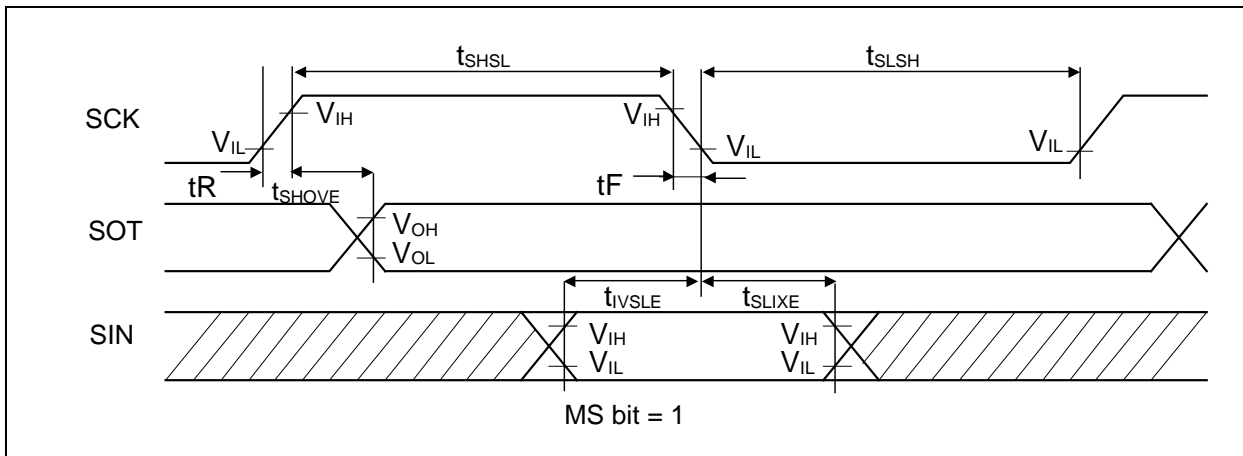 tSHSL
tSLSH
SCK
VIH
VIH
VIL
VIL
VIL
tR
tSHOVE
tF
SOT
VOH
VOL
tIVSLE
tSLIXE
SIN
VIH
VIH
VIL
VIL
MS bit = 1